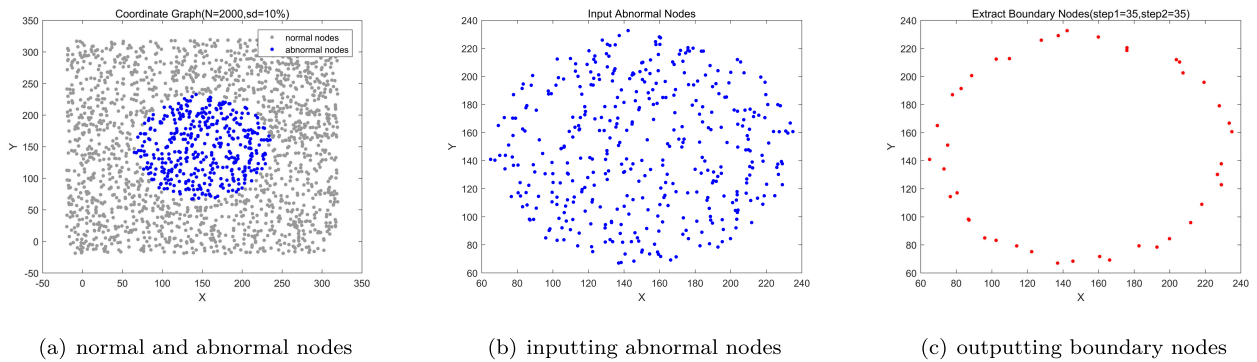 Coordinate Graph(N=2000,sd=10%)
350
300
250
200
150
100
50
0
-50
Y
normal nodes
abnormal nodes
-50 0 50 100 150 200 250 300 350
X
(a) normal and abnormal nodes
Input Abnormal Nodes
240
220
200
180
160
140
120
100
80
60
Y
60 80 100 120 140 160 180 200 220 240
X
(b) inputting abnormal nodes
Extract Boundary Nodes(step1=35,step2=35)
240
220
200
180
160
140
120
100
80
60
Y
60 80 100 120 140 160 180 200 220 240
X
(c) outputting boundary nodes